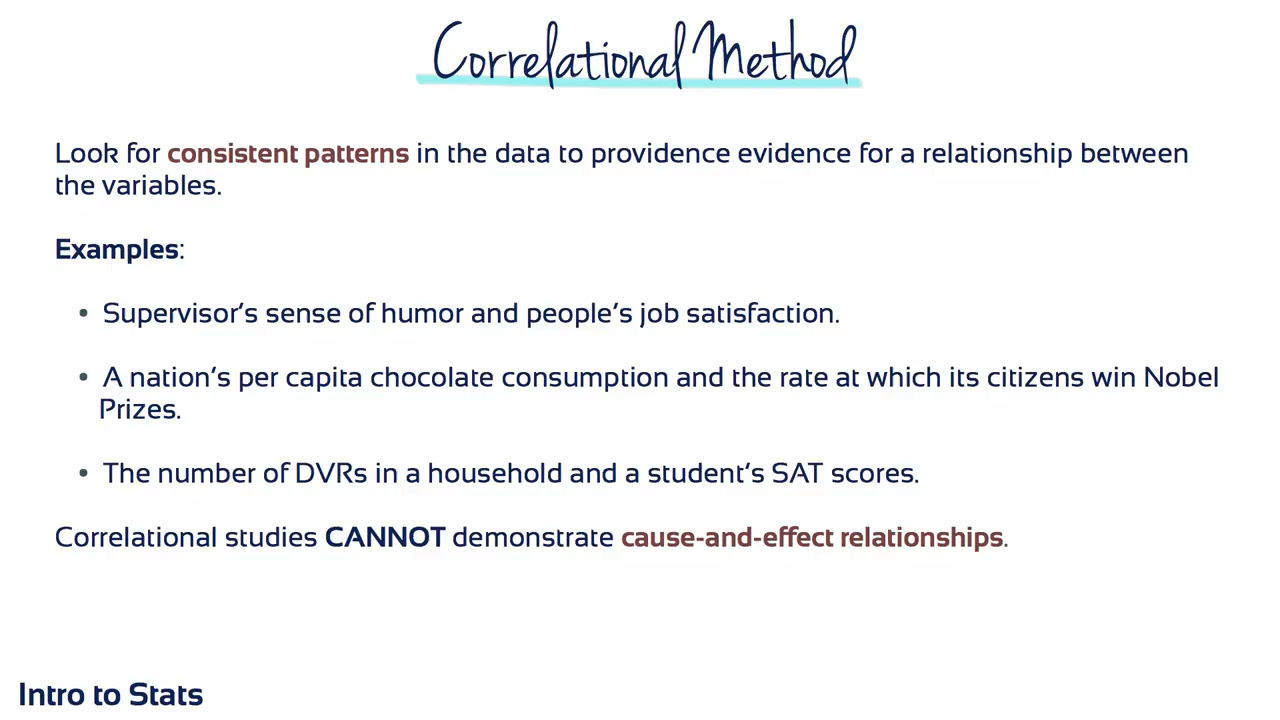 Correlational Method
Look for consistent patterns in the data to providence evidence for a relationship between
the variables.
Examples:
• Supervisor's sense of humor and people's job satisfaction.
• A nation's per capita chocolate consumption and the rate at which its citizens win Nobel
Prizes.
• The number of DVRs in a household and a student's SAT scores.
Correlational studies CANNOT demonstrate cause-and-effect relationships.
Intro to Stats